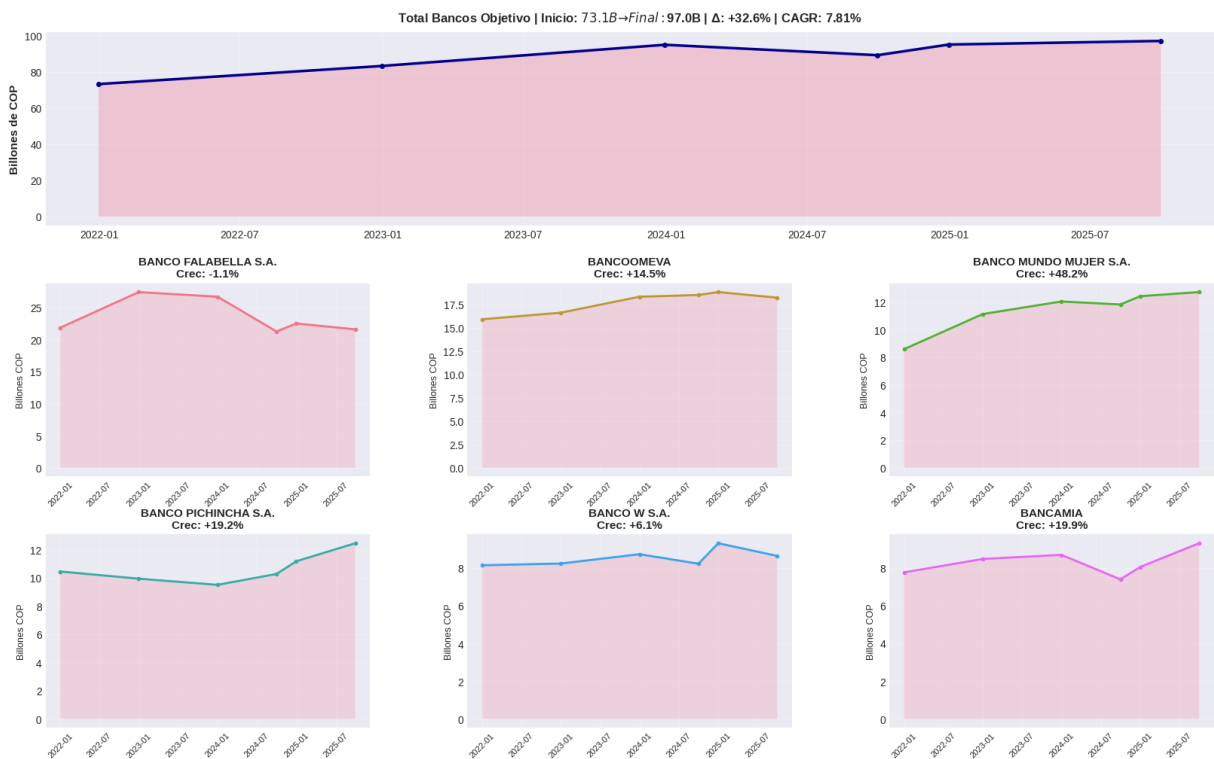 Total Bancos Objetivo | Inicio: 73.1B→Final:97.0B | Δ: +32.6% | CAGR: 7.81%
Billones de COP
100
80
60
40
20
0
2022-01 2022-07 2023-01 2023-07 2024-01 2024-07 2025-01 2025-07
BANCO FALABELLA S.A.
Crec: -1.1%
Billones COP
25
20
15
10
5
0
2022-01 2022-07 2023-01 2023-07 2024-01 2024-07 2025-01 2025-07
BANCOOMEVA
Crec: +14.5%
Billones COP
17.5
15.0
12.5
10.0
7.5
5.0
2.5
0.0
2022-01 2022-07 2023-01 2023-07 2024-01 2024-07 2025-01 2025-07
BANCO MUNDO MUJER S.A.
Crec: +48.2%
Billones COP
12
10
8
6
4
2
0
2022-01 2022-07 2023-01 2023-07 2024-01 2024-07 2025-01 2025-07
BANCO PICHINCHA S.A.
Crec: +19.2%
Billones COP
12
10
8
6
4
2
0
2022-01 2022-07 2023-01 2023-07 2024-01 2024-07 2025-01 2025-07
BANCO W S.A.
Crec: +6.1%
Billones COP
8
6
4
2
0
2022-01 2022-07 2023-01 2023-07 2024-01 2024-07 2025-01 2025-07
BANCAMIA
Crec: +19.9%
Billones COP
8
6
4
2
0
2022-01 2022-07 2023-01 2023-07 2024-01 2024-07 2025-01 2025-07